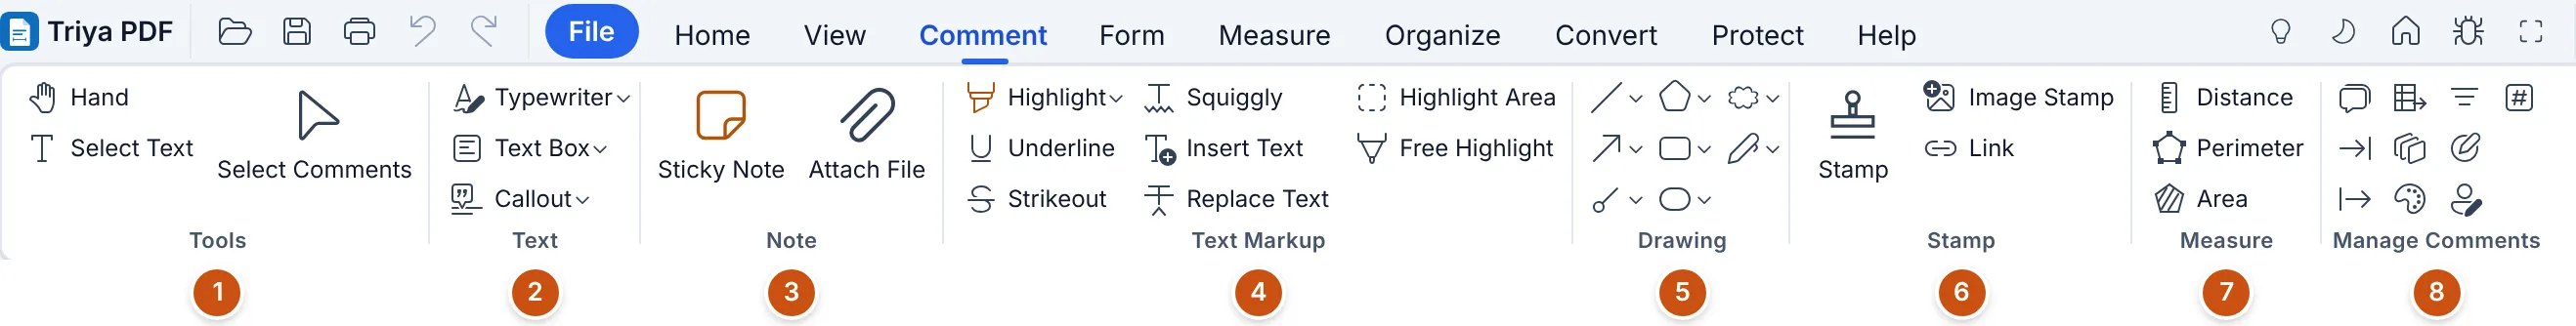 Triya PDF File Home View Comment Form Measure Organize Convert Protect Help
Hand
Select Text
Select Comments
Tools
Typewriter
Text Box
Callout
Text
Sticky Note
Attach File
Note
Highlight
Underline
Strikeout
Squiggly
Insert Text
Replace Text
Highlight Area
Free Highlight
Text Markup
Drawing
Stamp
Image Stamp
Link
Stamp
Distance
Perimeter
Area
Measure
#
Manage Comments
1 2 3 4 5 6 7 8